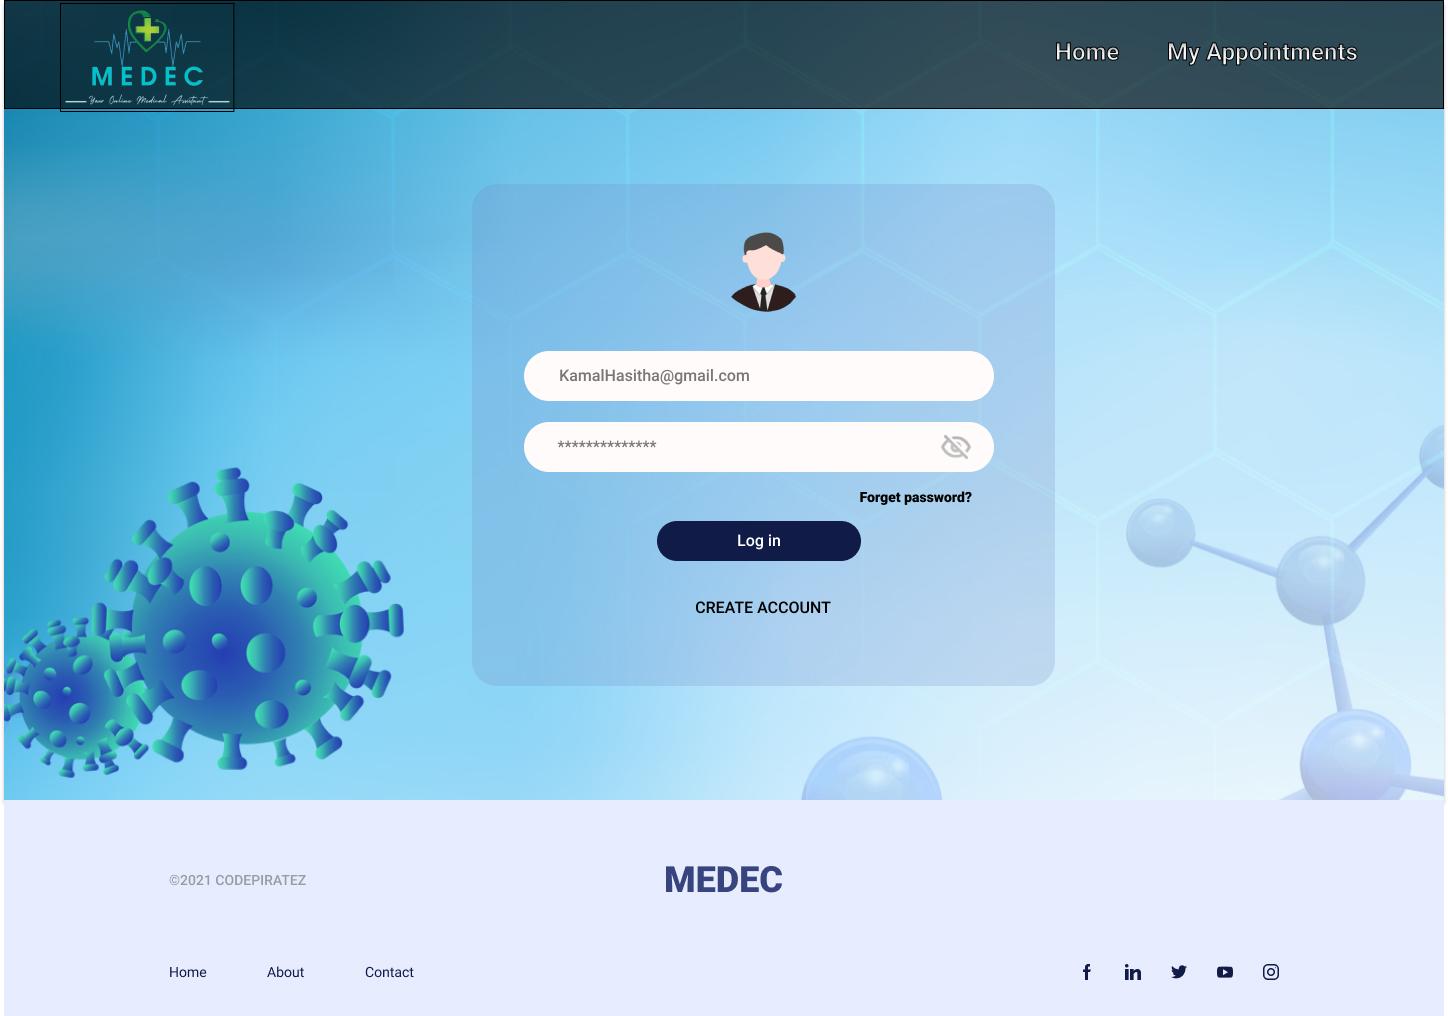 MEDEC
Your Online Medical Assistant
Home
My Appointments
KamalHasitha@gmail.com
**************
Forget password?
Log in
CREATE ACCOUNT
©2021 CODEPIRATEZ
MEDEC
Home
About
Contact